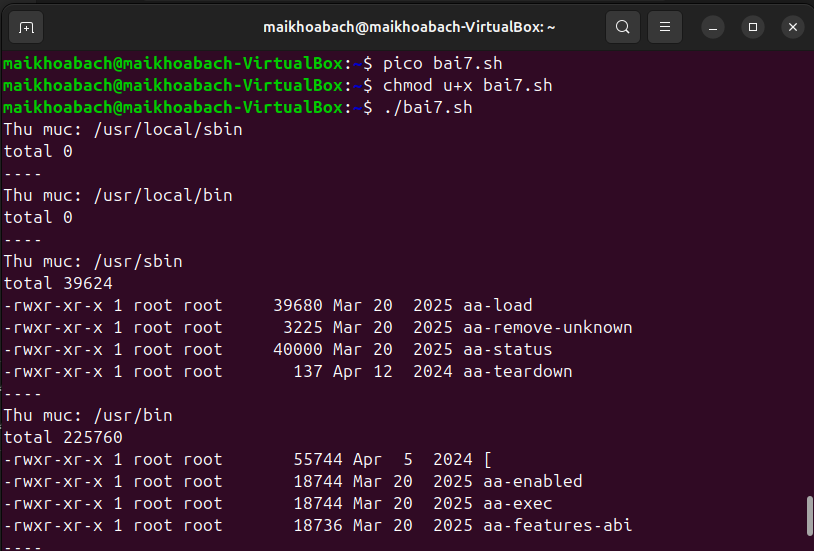 maikhoabach@maikhoabach-VirtualBox: ~
maikhoabach@maikhoabach-VirtualBox:~$ pico bai7.sh
maikhoabach@maikhoabach-VirtualBox:~$ chmod u+x bai7.sh
maikhoabach@maikhoabach-VirtualBox:~$ ./bai7.sh
Thu muc: /usr/local/sbin
total 0
----
Thu muc: /usr/local/bin
total 0
----
Thu muc: /usr/sbin
total 39624
-rwxr-xr-x 1 root root     39680 Mar 20  2025 aa-load
-rwxr-xr-x 1 root root      3225 Mar 20  2025 aa-remove-unknown
-rwxr-xr-x 1 root root     40000 Mar 20  2025 aa-status
-rwxr-xr-x 1 root root       137 Apr 12  2024 aa-teardown
----
Thu muc: /usr/bin
total 225760
-rwxr-xr-x 1 root root       55744 Apr  5  2024 [
-rwxr-xr-x 1 root root       18744 Mar 20  2025 aa-enabled
-rwxr-xr-x 1 root root       18744 Mar 20  2025 aa-exec
-rwxr-xr-x 1 root root       18736 Mar 20  2025 aa-features-abi
----